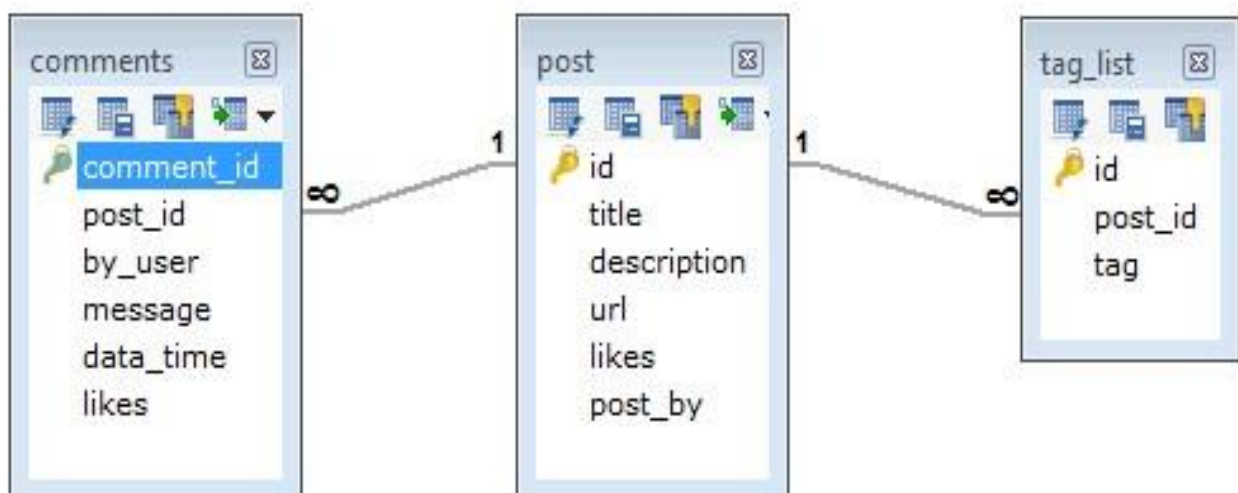 comments
comment_id
post_id
by_user
message
data_time
likes
∞
1
post
id
title
description
url
likes
post_by
1
∞
tag_list
id
post_id
tag